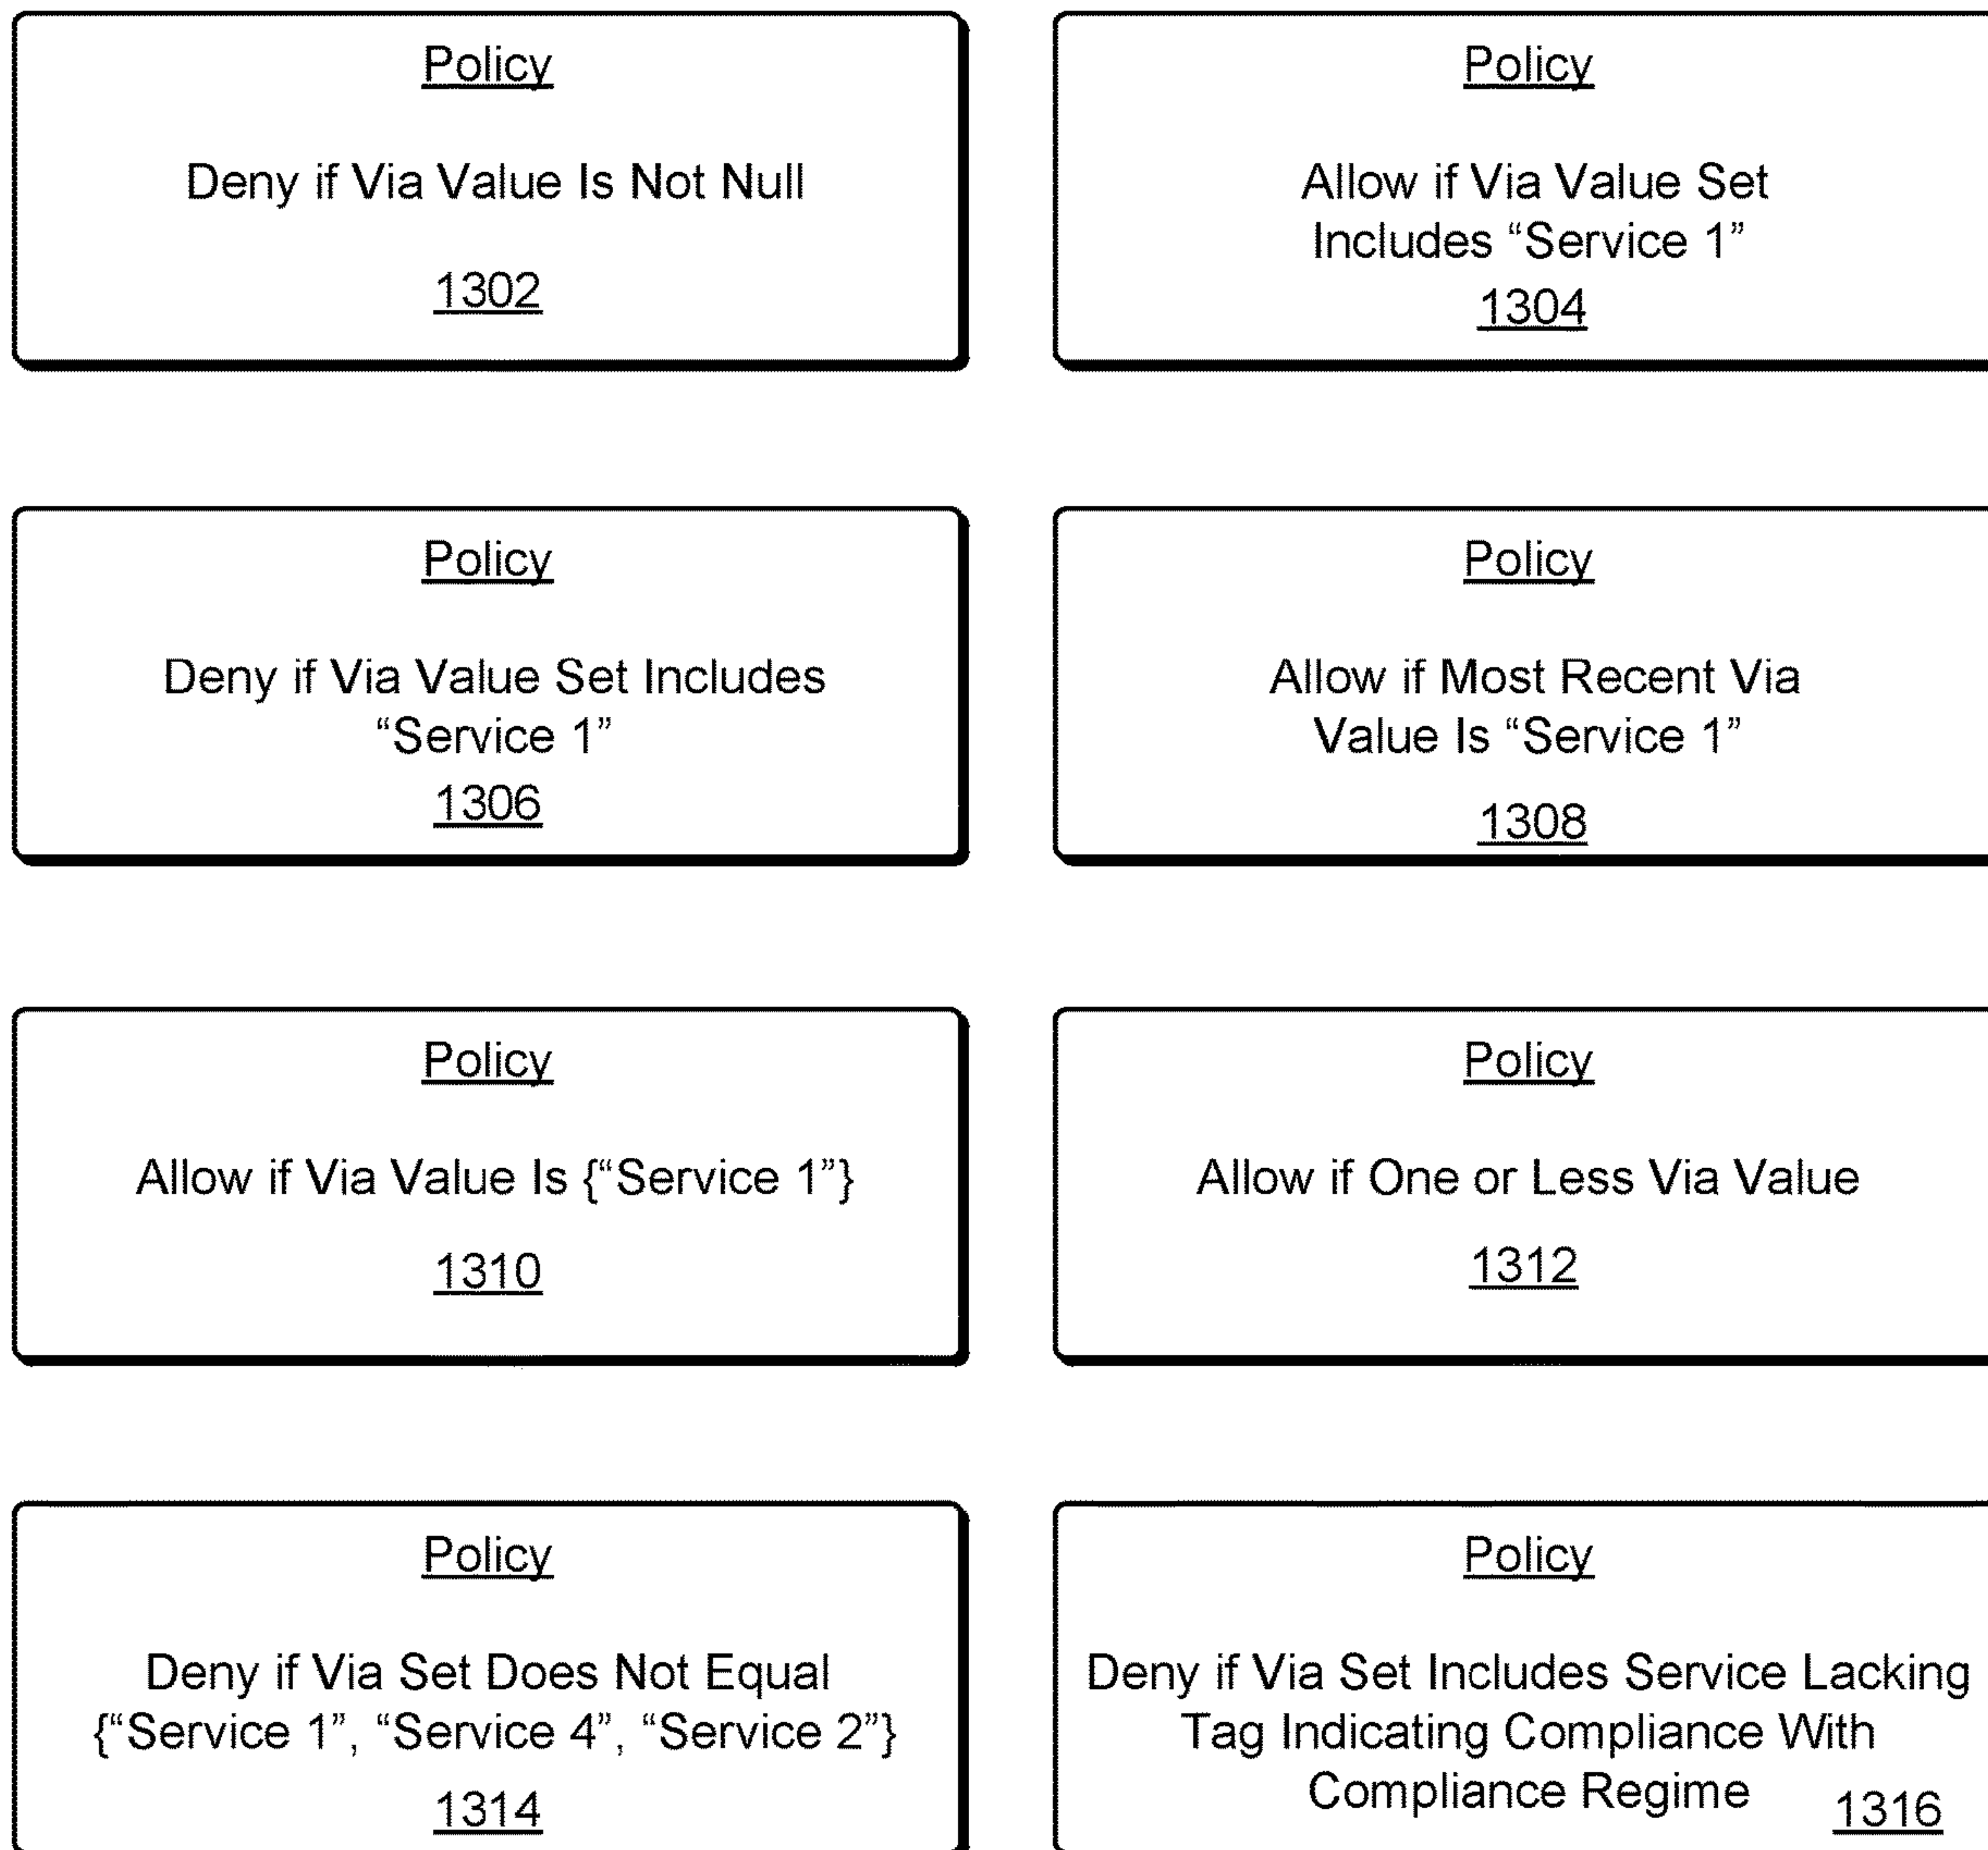 Policy
Deny if Via Value Is Not Null
1302
Policy
Allow if Via Value Set
Includes “Service 1”
1304
Policy
Deny if Via Value Set Includes
“Service 1”
1306
Policy
Allow if Most Recent Via
Value Is “Service 1”
1308
Policy
Allow if Via Value Is {“Service 1”}
1310
Policy
Allow if One or Less Via Value
1312
Policy
Deny if Via Set Does Not Equal
{“Service 1”, “Service 4”, “Service 2”}
1314
Policy
Deny if Via Set Includes Service Lacking
Tag Indicating Compliance With
Compliance Regime
1316